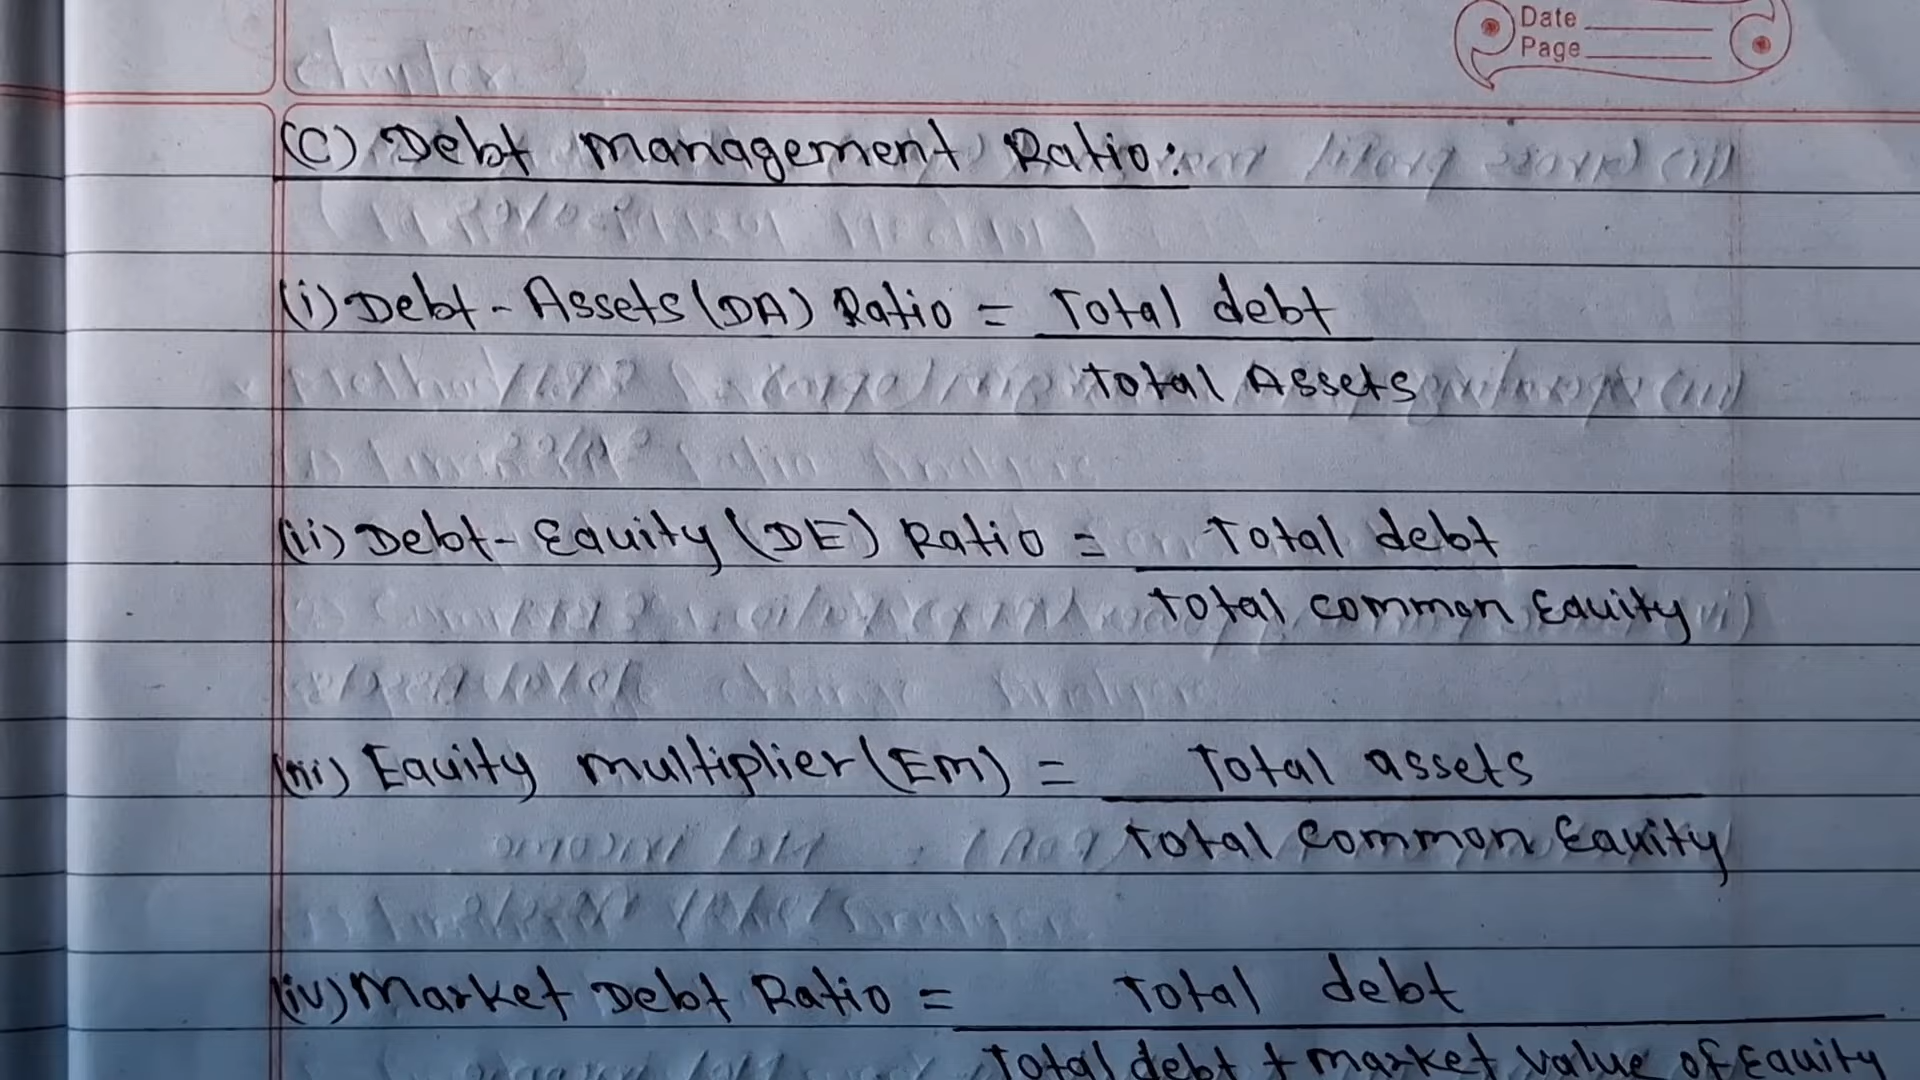 Date
Page
(C) Debt management Ratio:
(i) Debt - Assets (DA) Ratio = Total debt
Total Assets
(ii) Debt - Equity (DE) Ratio = Total debt
Total common Equity
(iii) Equity multiplier (EM) = Total assets
Total Common Equity
(iv) Market Debt Ratio = Total debt
Total debt + market value of Equity